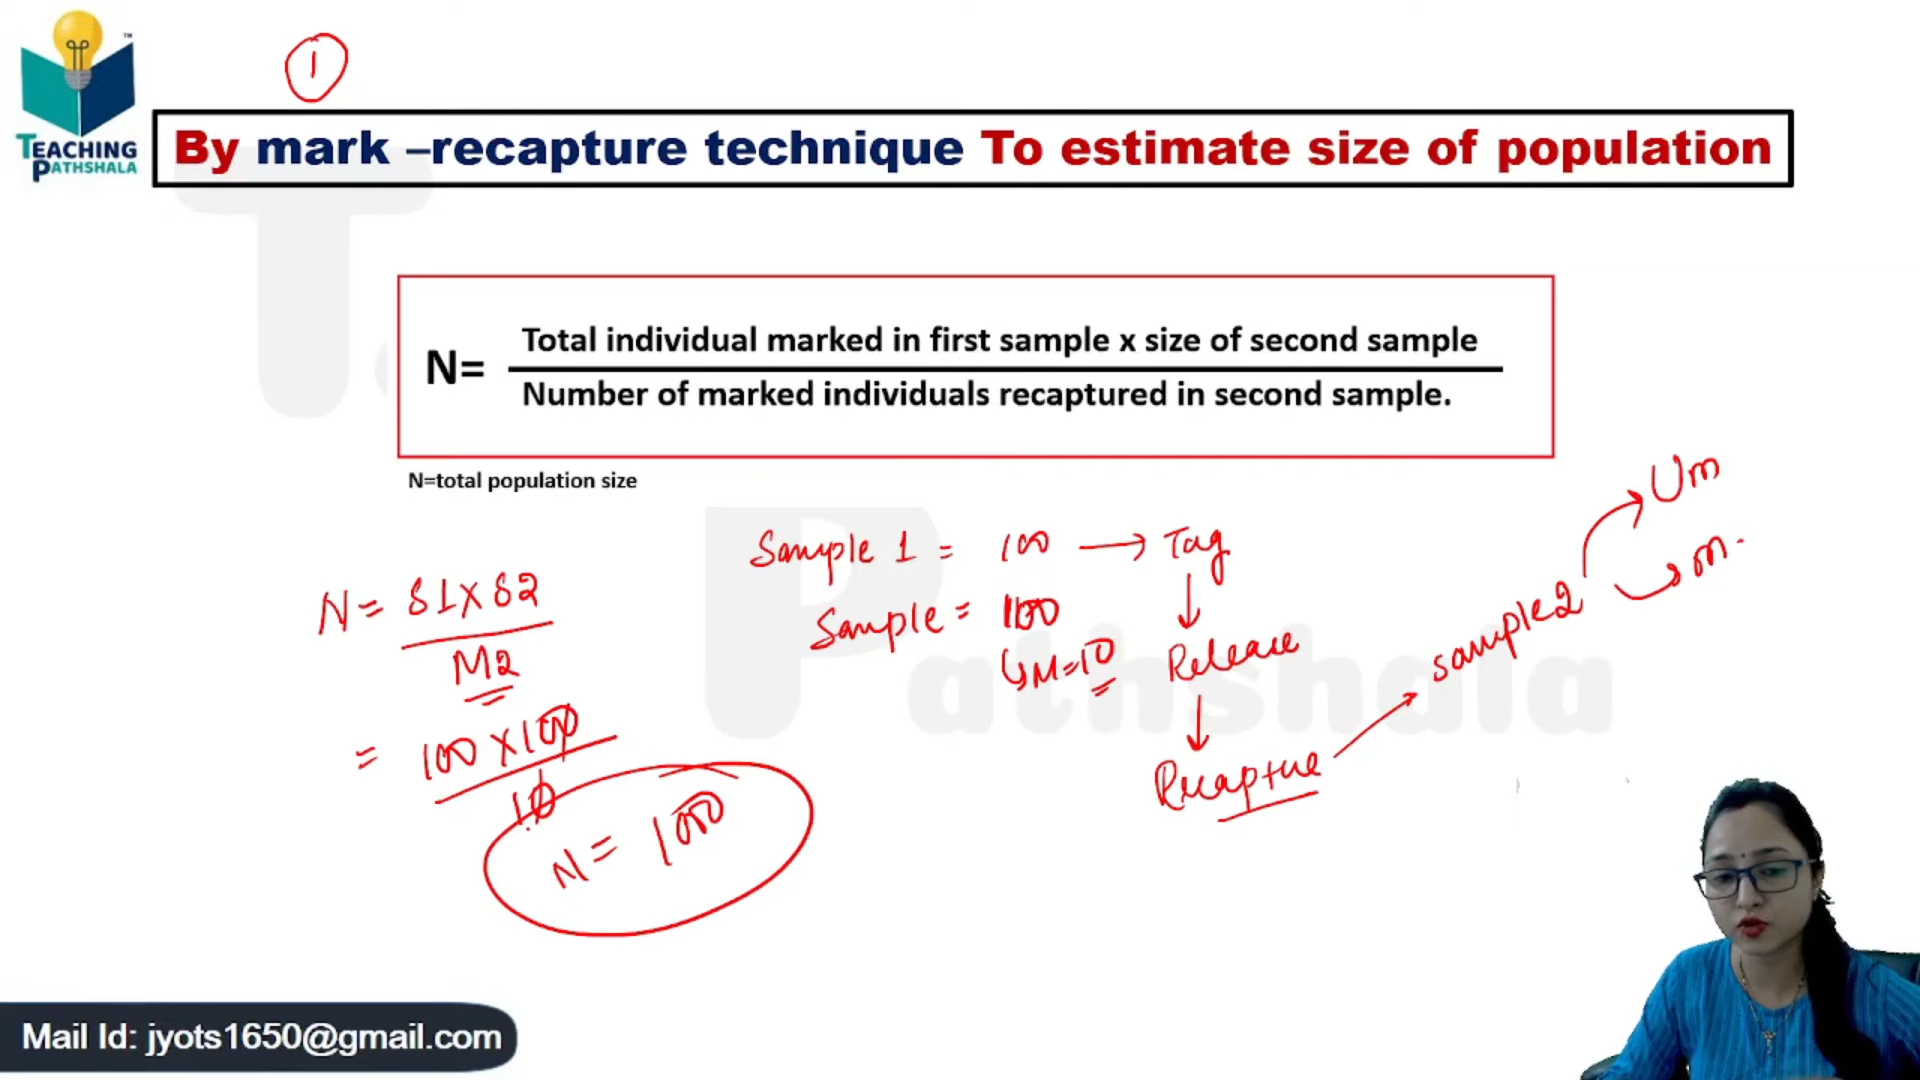 1
TEACHING
PATHSHALA
TM
By mark –recapture technique To estimate size of population
N= Total individual marked in first sample x size of second sample
Number of marked individuals recaptured in second sample.
N=total population size
Sample 1 = 100 → Tag
Sample = 100
↳M=10
↓
Release
↓
Recapture
sample2
Um
m.
N = S1 X S2
M2
= 100 X 100
10
N = 1000
Pathshala
Mail Id: jyots1650@gmail.com